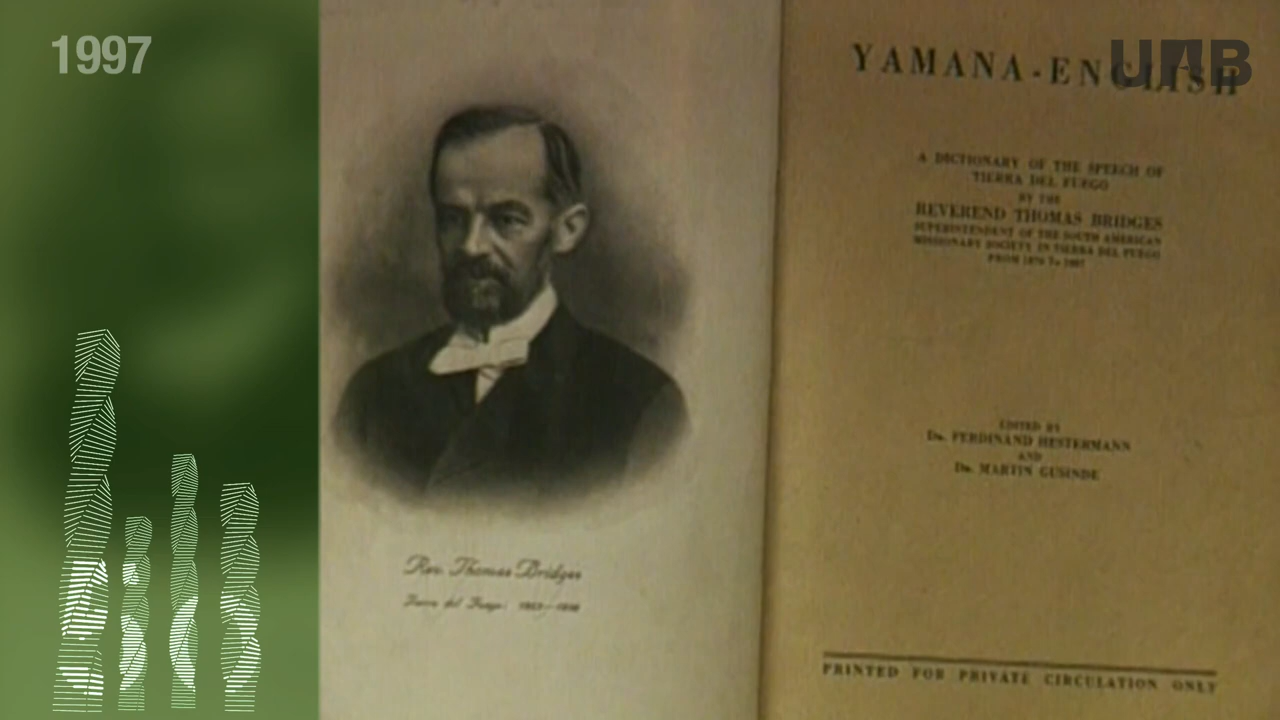 1997
UAB
Rev. Thomas Bridges
YAMANA-ENGLISH
A DICTIONARY OF THE SPEECH OF
TIERRA DEL FUEGO
BY THE
REVEREND THOMAS BRIDGES
SUPERINTENDENT OF THE SOUTH AMERICAN
MISSIONARY SOCIETY IN TIERRA DEL FUEGO
FROM
EDITED BY
DR. FERDINAND HESTERMANN
AND
DR. MARTIN GUSINDE
PRINTED FOR PRIVATE CIRCULATION ONLY